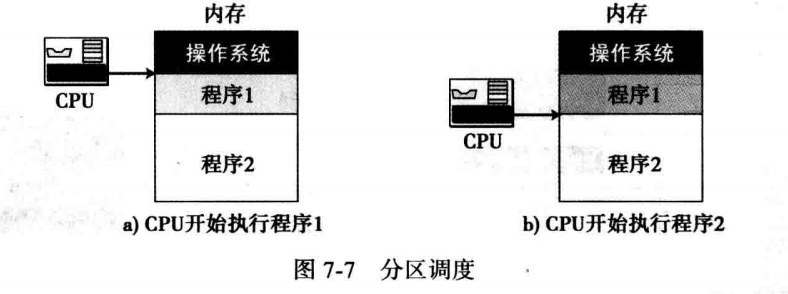 内存
操作系统
程序1
程序2
CPU
a) CPU开始执行程序1
内存
操作系统
程序1
程序2
CPU
b) CPU开始执行程序2
图 7-7 分区调度